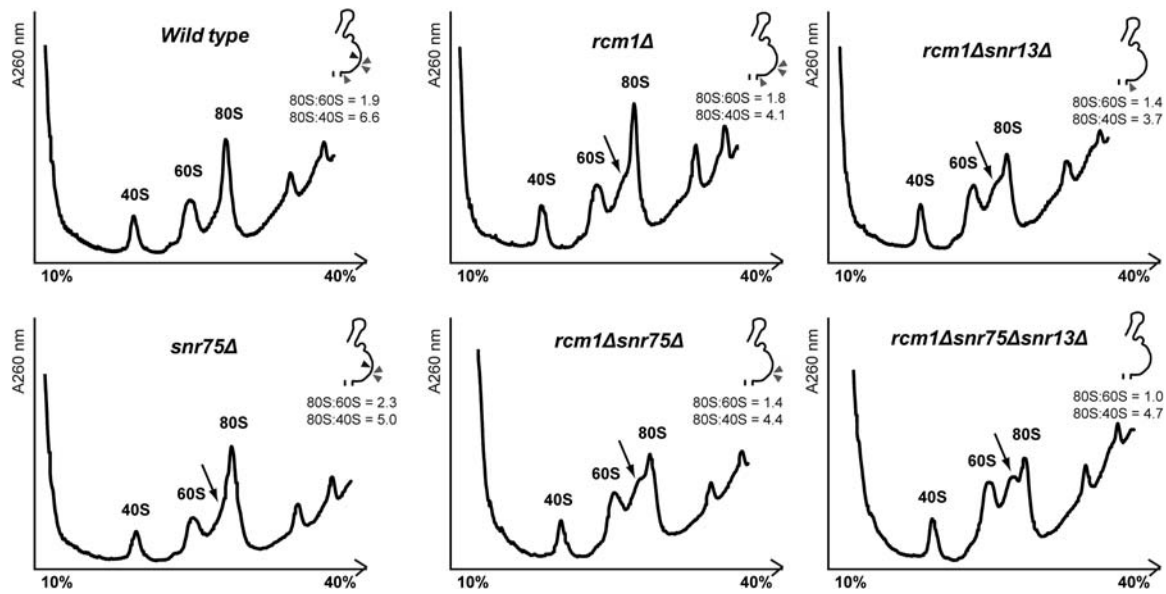 Wild type
A260 nm
80S:60S = 1.9
80S:40S = 6.6
80S
60S
40S
10%
40%
rcm1Δ
A260 nm
80S:60S = 1.8
80S:40S = 4.1
80S
60S
40S
10%
40%
rcm1Δsnr13Δ
A260 nm
80S:60S = 1.4
80S:40S = 3.7
80S
60S
40S
10%
40%
snr75Δ
A260 nm
80S:60S = 2.3
80S:40S = 5.0
80S
60S
40S
10%
40%
rcm1Δsnr75Δ
A260 nm
80S:60S = 1.4
80S:40S = 4.4
80S
60S
40S
10%
40%
rcm1Δsnr75Δsnr13Δ
A260 nm
80S:60S = 1.0
80S:40S = 4.7
80S
60S
40S
10%
40%